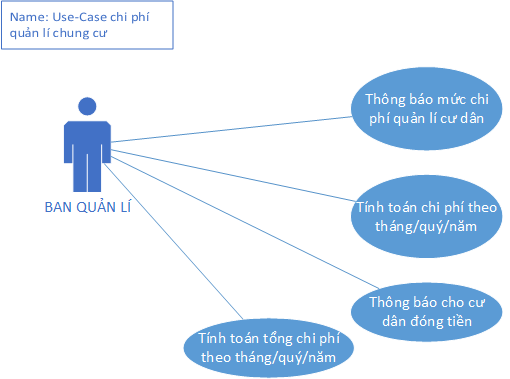 Name: Use-Case chi phí
quản lí chung cư
Thông báo mức chi
phí quản lí cư dân
BAN QUẢN LÍ
Tính toán chi phí theo
tháng/quý/năm
Thông báo cho cư
dân đóng tiền
Tính toán tổng chi phí
theo tháng/quý/năm